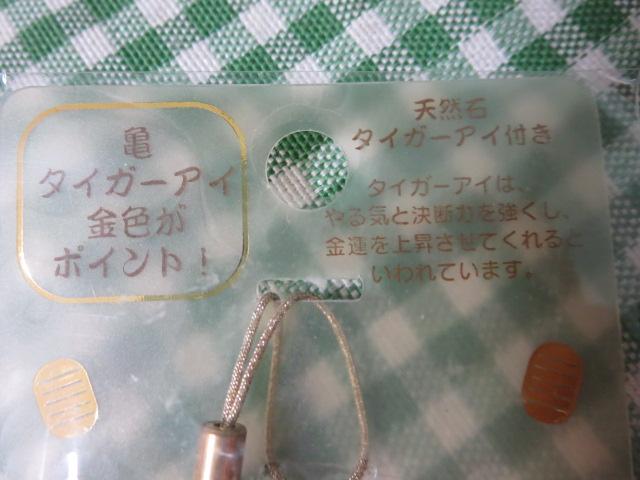 亀
タイガーアイ
金色が
ポイント!
天然石
タイガーアイ付き
タイガーアイは、
やる気と決断力を強くし、
金運を上昇させてくれると
いわれています。